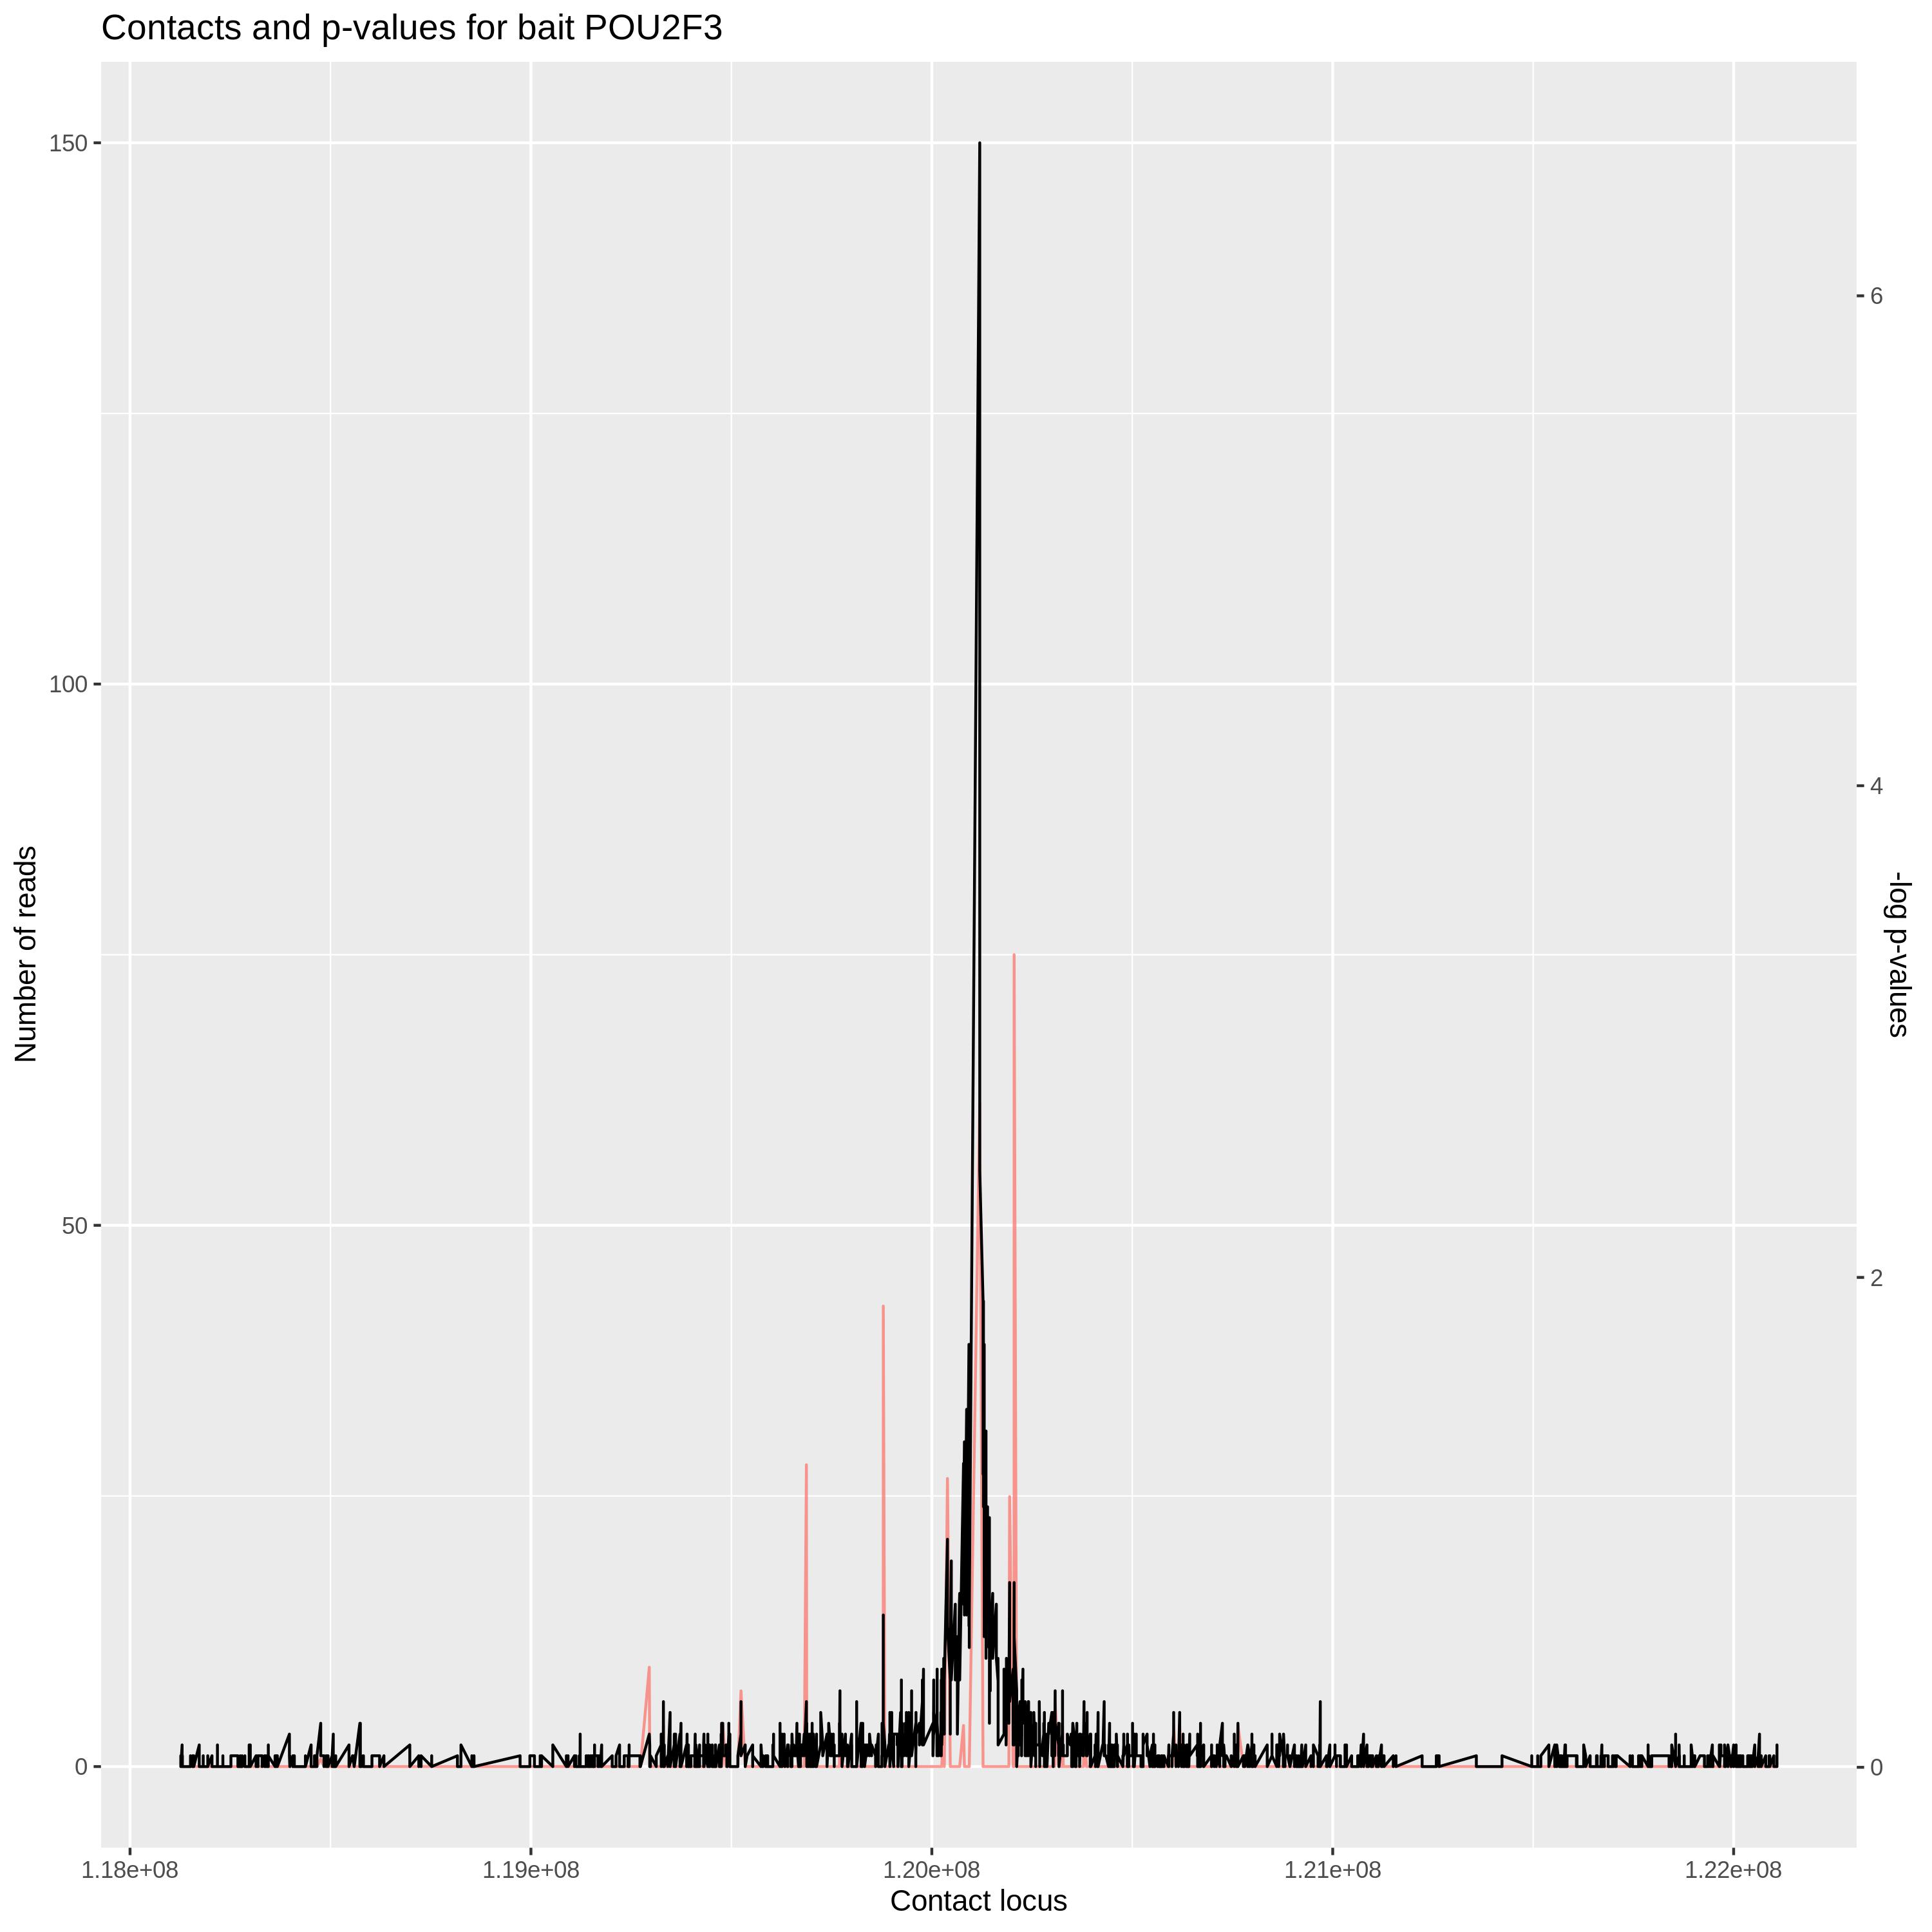 Contacts and p-values for bait POU2F3
150
100
50
0
Number of reads
6
4
2
0
-log p-values
1.18e+08 1.19e+08 1.20e+08 1.21e+08 1.22e+08
Contact locus